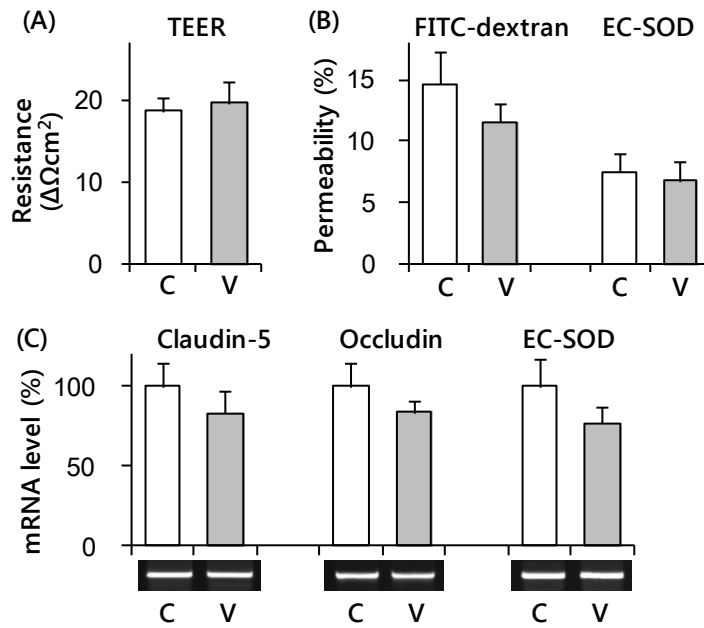 (A)
TEER
Resistance
(ΔΩcm²)
20
10
0
C V
(B)
FITC-dextran EC-SOD
Permeability (%)
15
10
5
0
C V C V
(C)
Claudin-5 Occludin EC-SOD
mRNA level (%)
100
50
0
C V C V C V